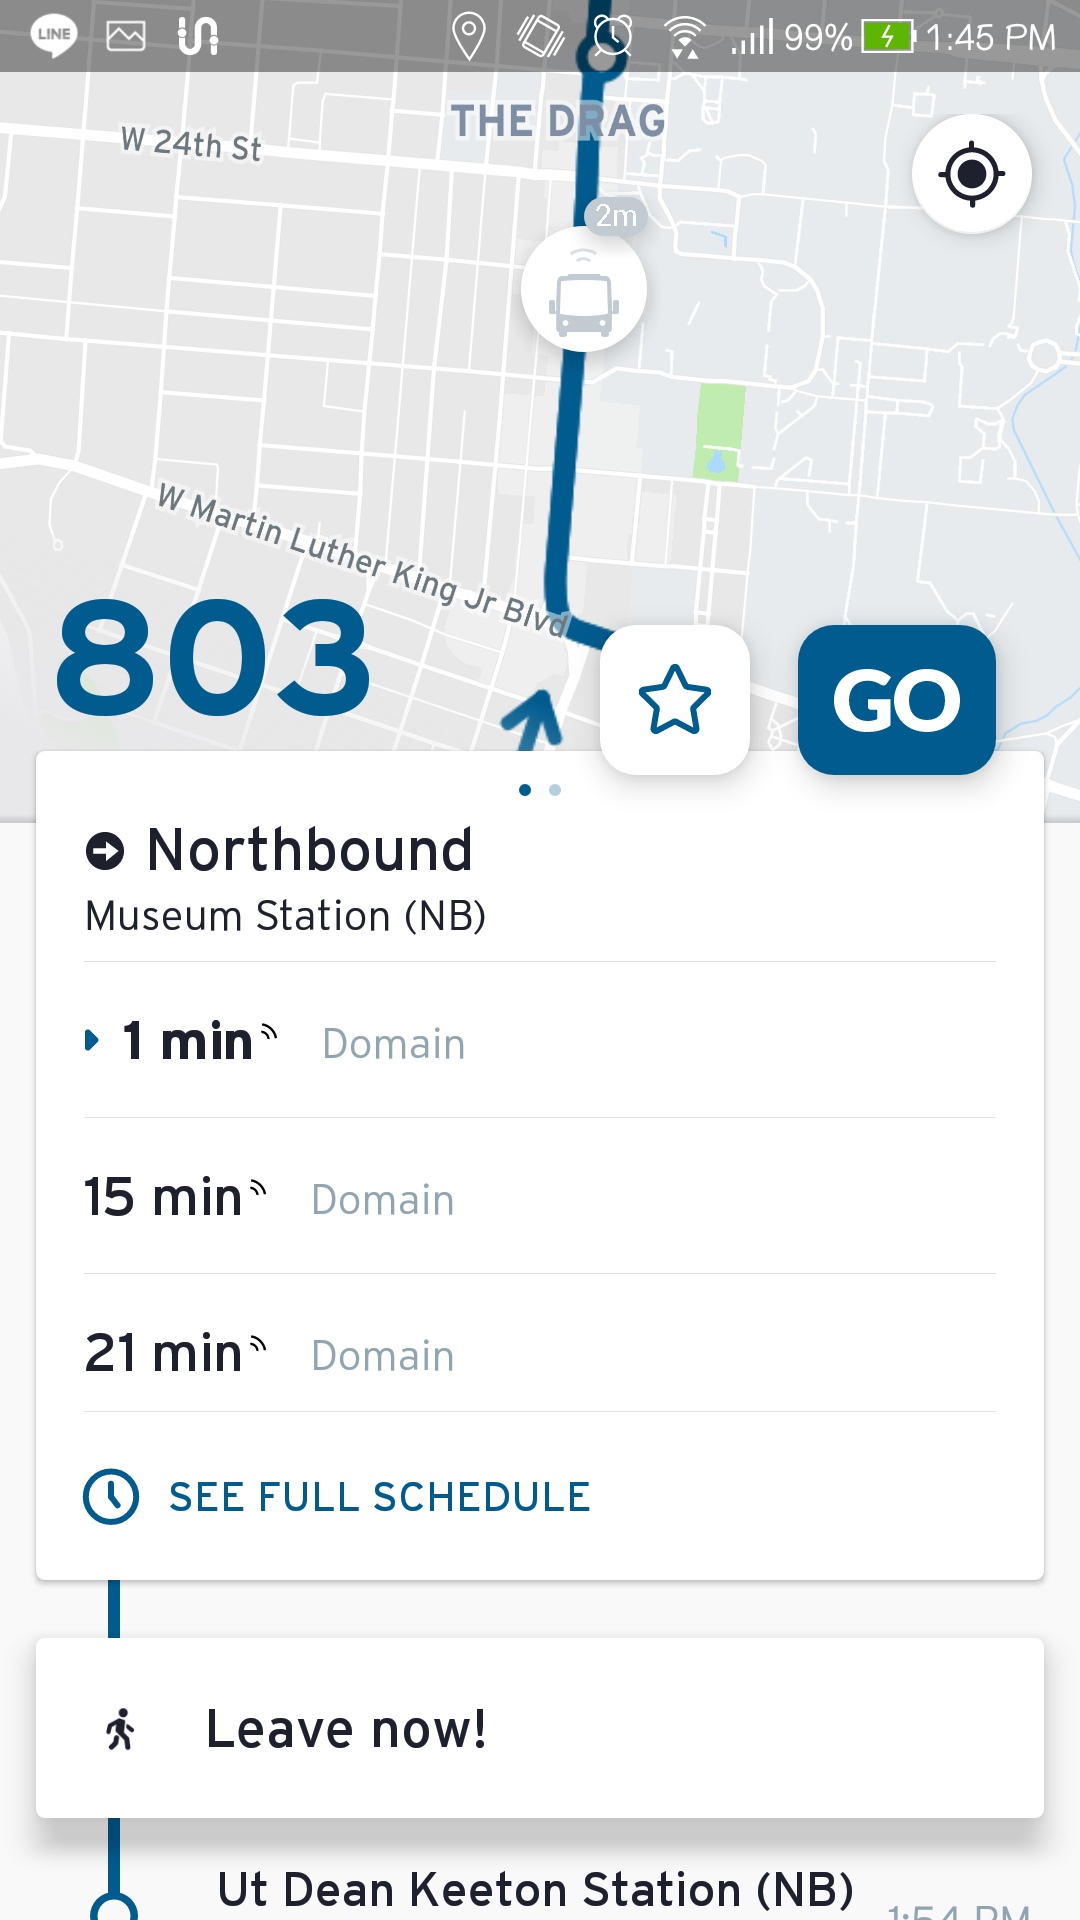 LINE
99% 1:45 PM
THE DRAG
W 24th St
2m
W Martin Luther King Jr Blvd
803
GO
Northbound
Museum Station (NB)
1 min Domain
15 min Domain
21 min Domain
SEE FULL SCHEDULE
Leave now!
Ut Dean Keeton Station (NB)
1:54 PM